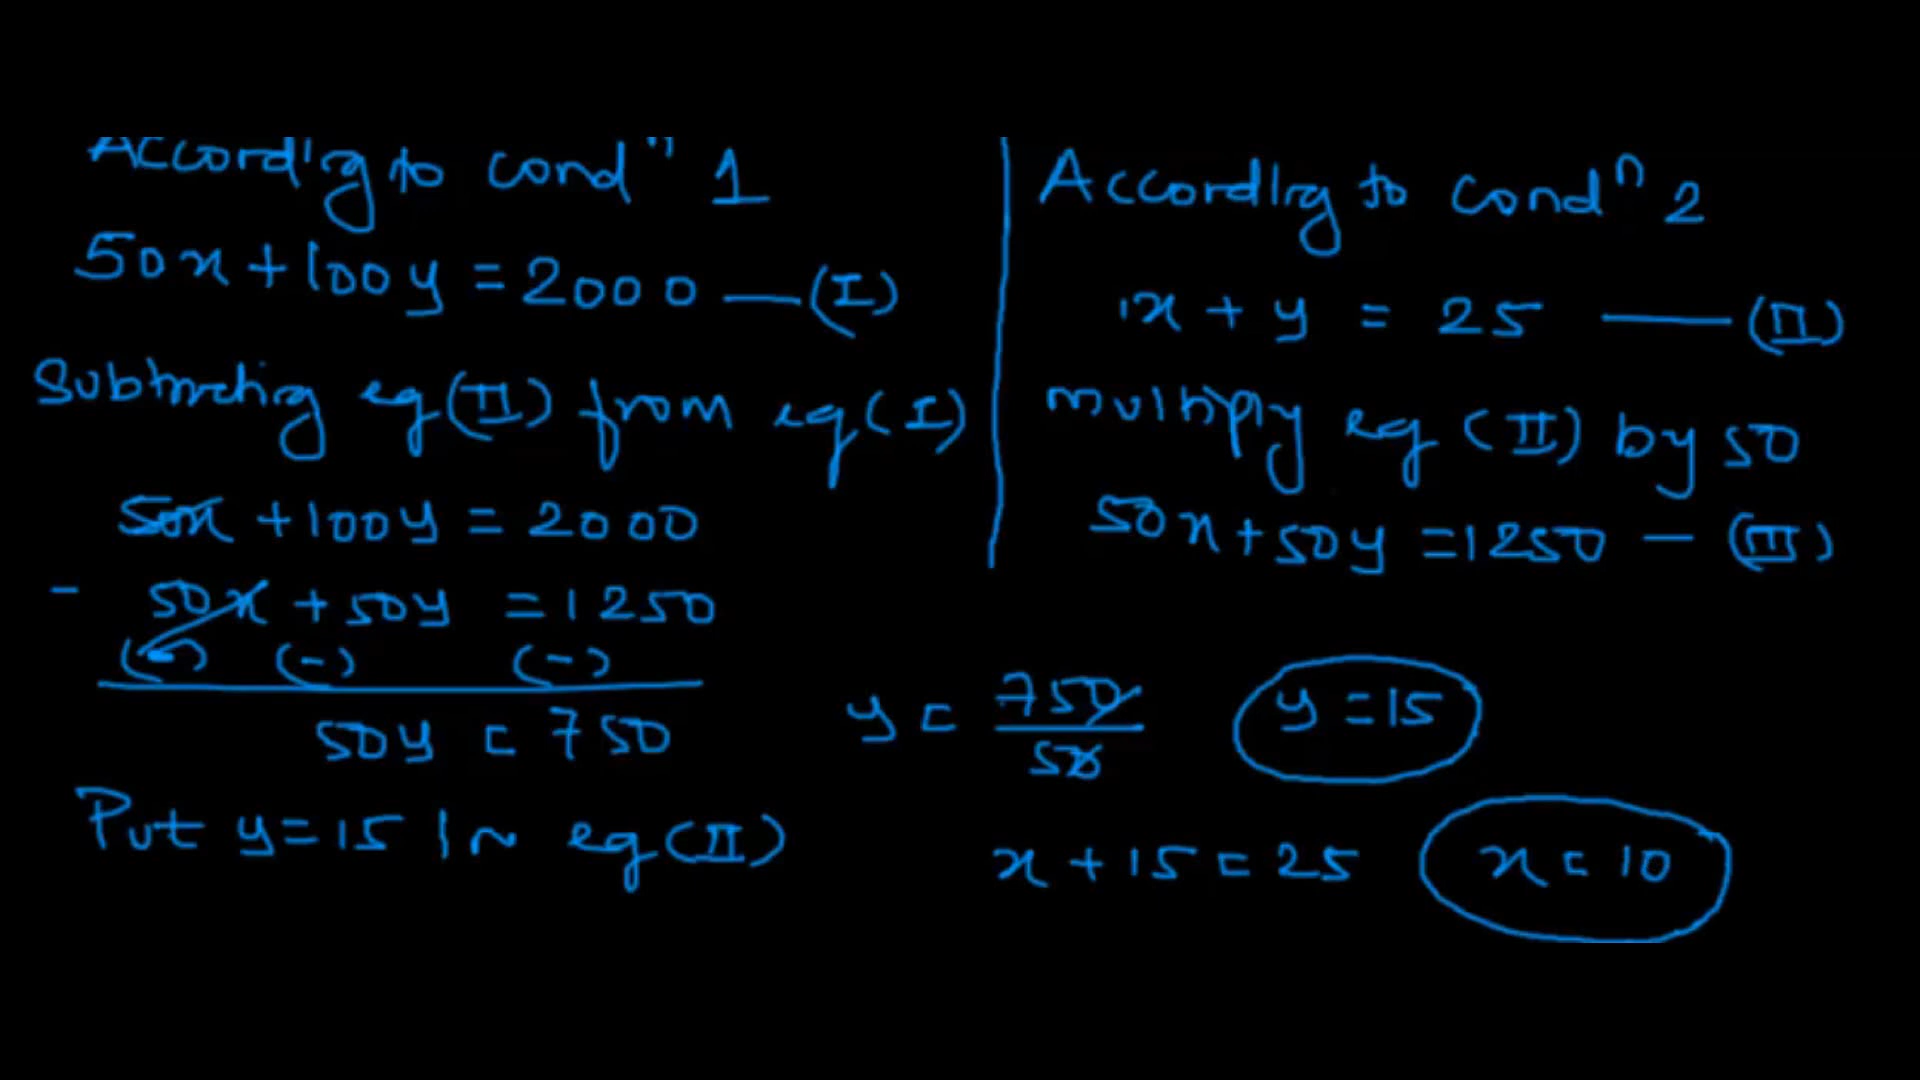 According to condⁿ 1
50x+100y=2000 —(I)
Subtracting eq(II) from eq(I)
50x+100y=2000
- 50x+50y=1250
(-) (-) (-)
50y=750
Put y=15 In eq(II)
According to condⁿ 2
x+y=25 —(II)
multiply eq(II) by 50
50x+50y=1250 —(III)
y=750/50 y=15
x+15=25 x=10